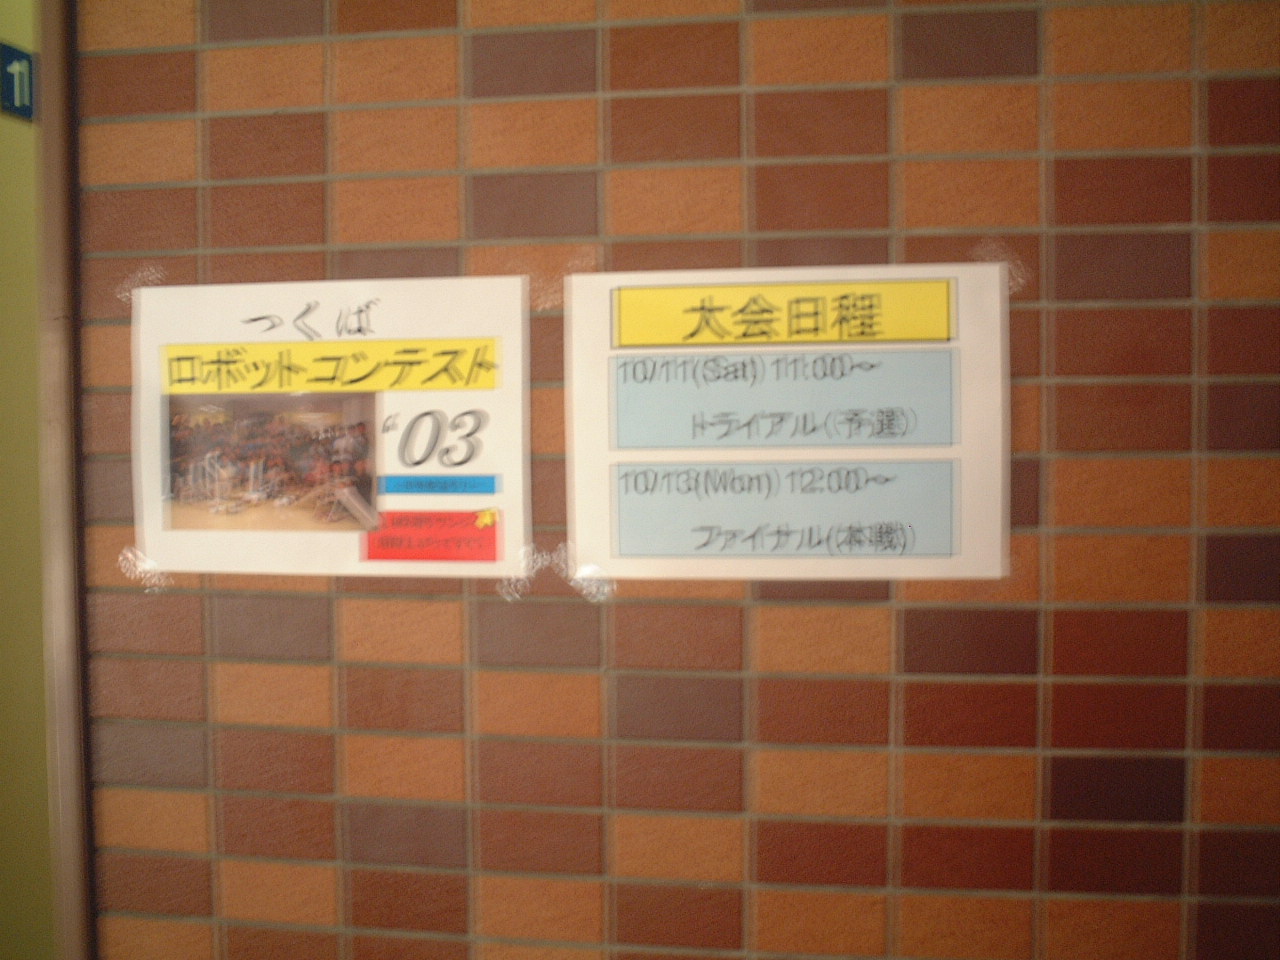 つくば
ロボットコンテスト
“03
大会日程
10/11(Sat) 11:00～
トライアル(予選)
10/13(Mon) 12:00～
ファイナル(本戦)